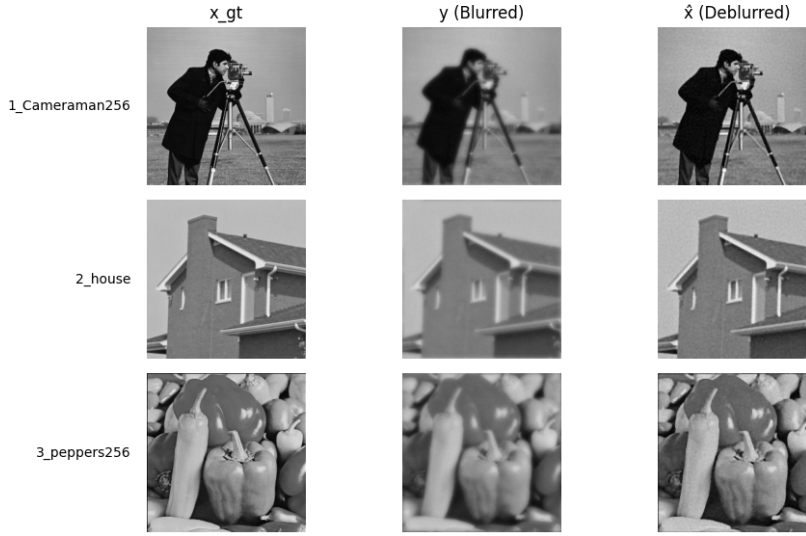 x_gt y (Blurred) x̂ (Deblurred)
1_Cameraman256
2_house
3_peppers256